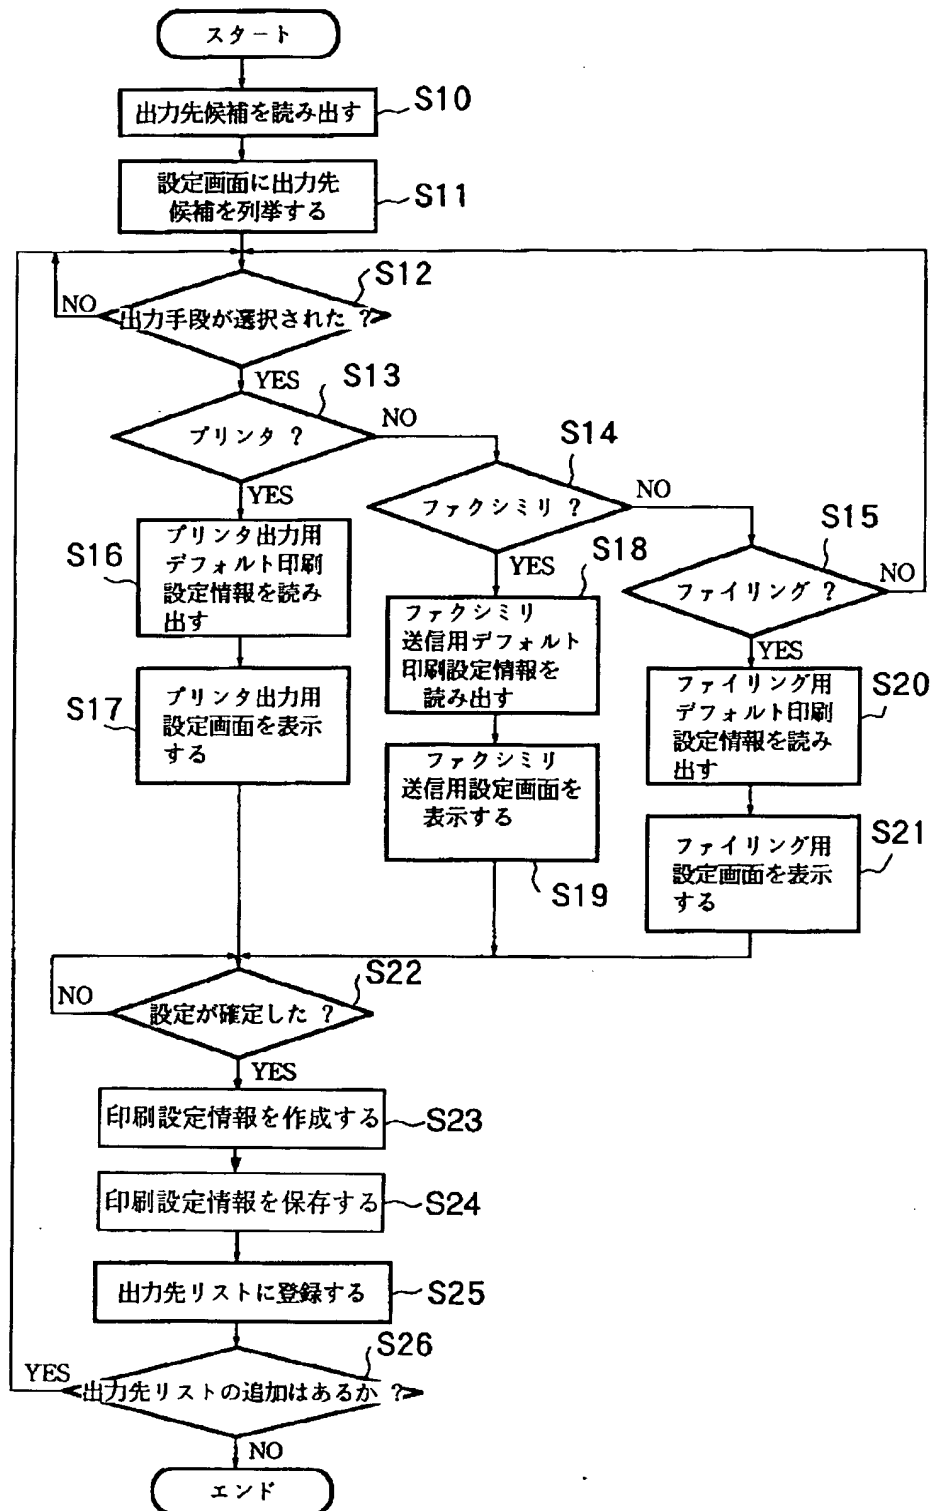 スタート
出力先候補を読み出す
S10
設定画面に出力先
候補を列挙する
S11
S12
NO
出力手段が選択された ?
YES
S13
プリンタ ?
NO
S14
YES
ファクシミリ ?
NO
S15
YES
ファイリング ?
NO
YES
S16
プリンタ出力用
デフォルト印刷
設定情報を読み
出す
S18
ファクシミリ
送信用デフォルト
印刷設定情報を
読み出す
S20
ファイリング用
デフォルト印刷
設定情報を読み
出す
S17
プリンタ出力用
設定画面を表示
する
ファクシミリ
送信用設定画面を
表示する
S19
S21
ファイリング用
設定画面を表示
する
S22
NO
設定が確定した ?
YES
印刷設定情報を作成する
S23
印刷設定情報を保存する
S24
出力先リストに登録する
S25
S26
YES
出力先リストの追加はあるか ?
NO
エンド